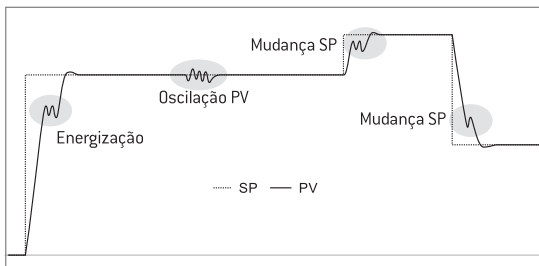 Mudança SP
Oscilação PV
Energização
Mudança SP
SP PV